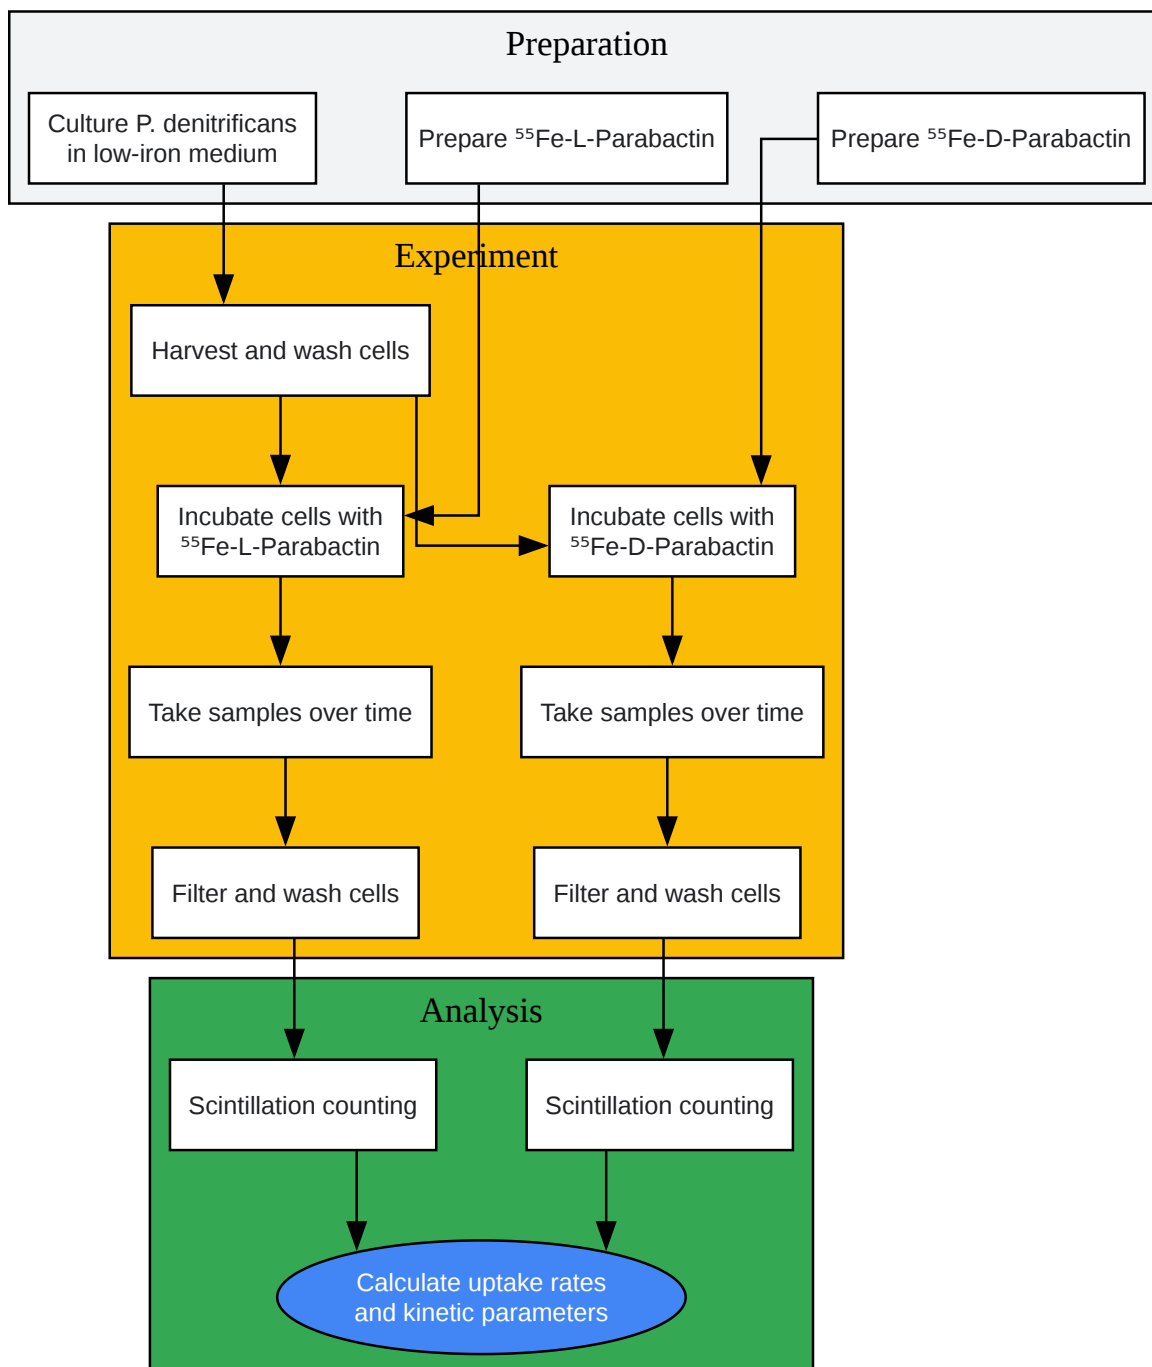 Preparation
Culture P. denitrificans
in low-iron medium
Prepare ⁵⁵Fe-L-Parabactin
Prepare ⁵⁵Fe-D-Parabactin
Experiment
Harvest and wash cells
Incubate cells with
⁵⁵Fe-L-Parabactin
Incubate cells with
⁵⁵Fe-D-Parabactin
Take samples over time
Take samples over time
Filter and wash cells
Filter and wash cells
Analysis
Scintillation counting
Scintillation counting
Calculate uptake rates
and kinetic parameters